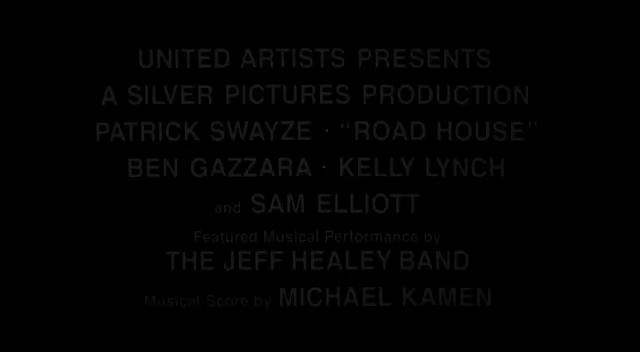 UNITED ARTISTS PRESENTS
A SILVER PICTURES PRODUCTION
PATRICK SWAYZE · "ROAD HOUSE"
BEN GAZZARA · KELLY LYNCH
and SAM ELLIOTT
Featured Musical Performance by
THE JEFF HEALEY BAND
Musical Score by MICHAEL KAMEN